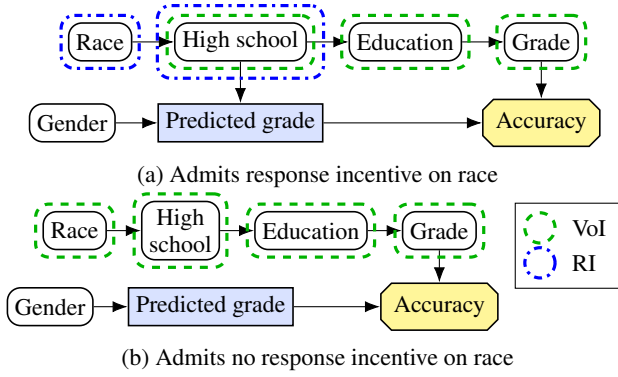 Race High school Education Grade
Gender Predicted grade Accuracy
(a) Admits response incentive on race
Race High school Education Grade
Gender Predicted grade Accuracy
VoI
RI
(b) Admits no response incentive on race